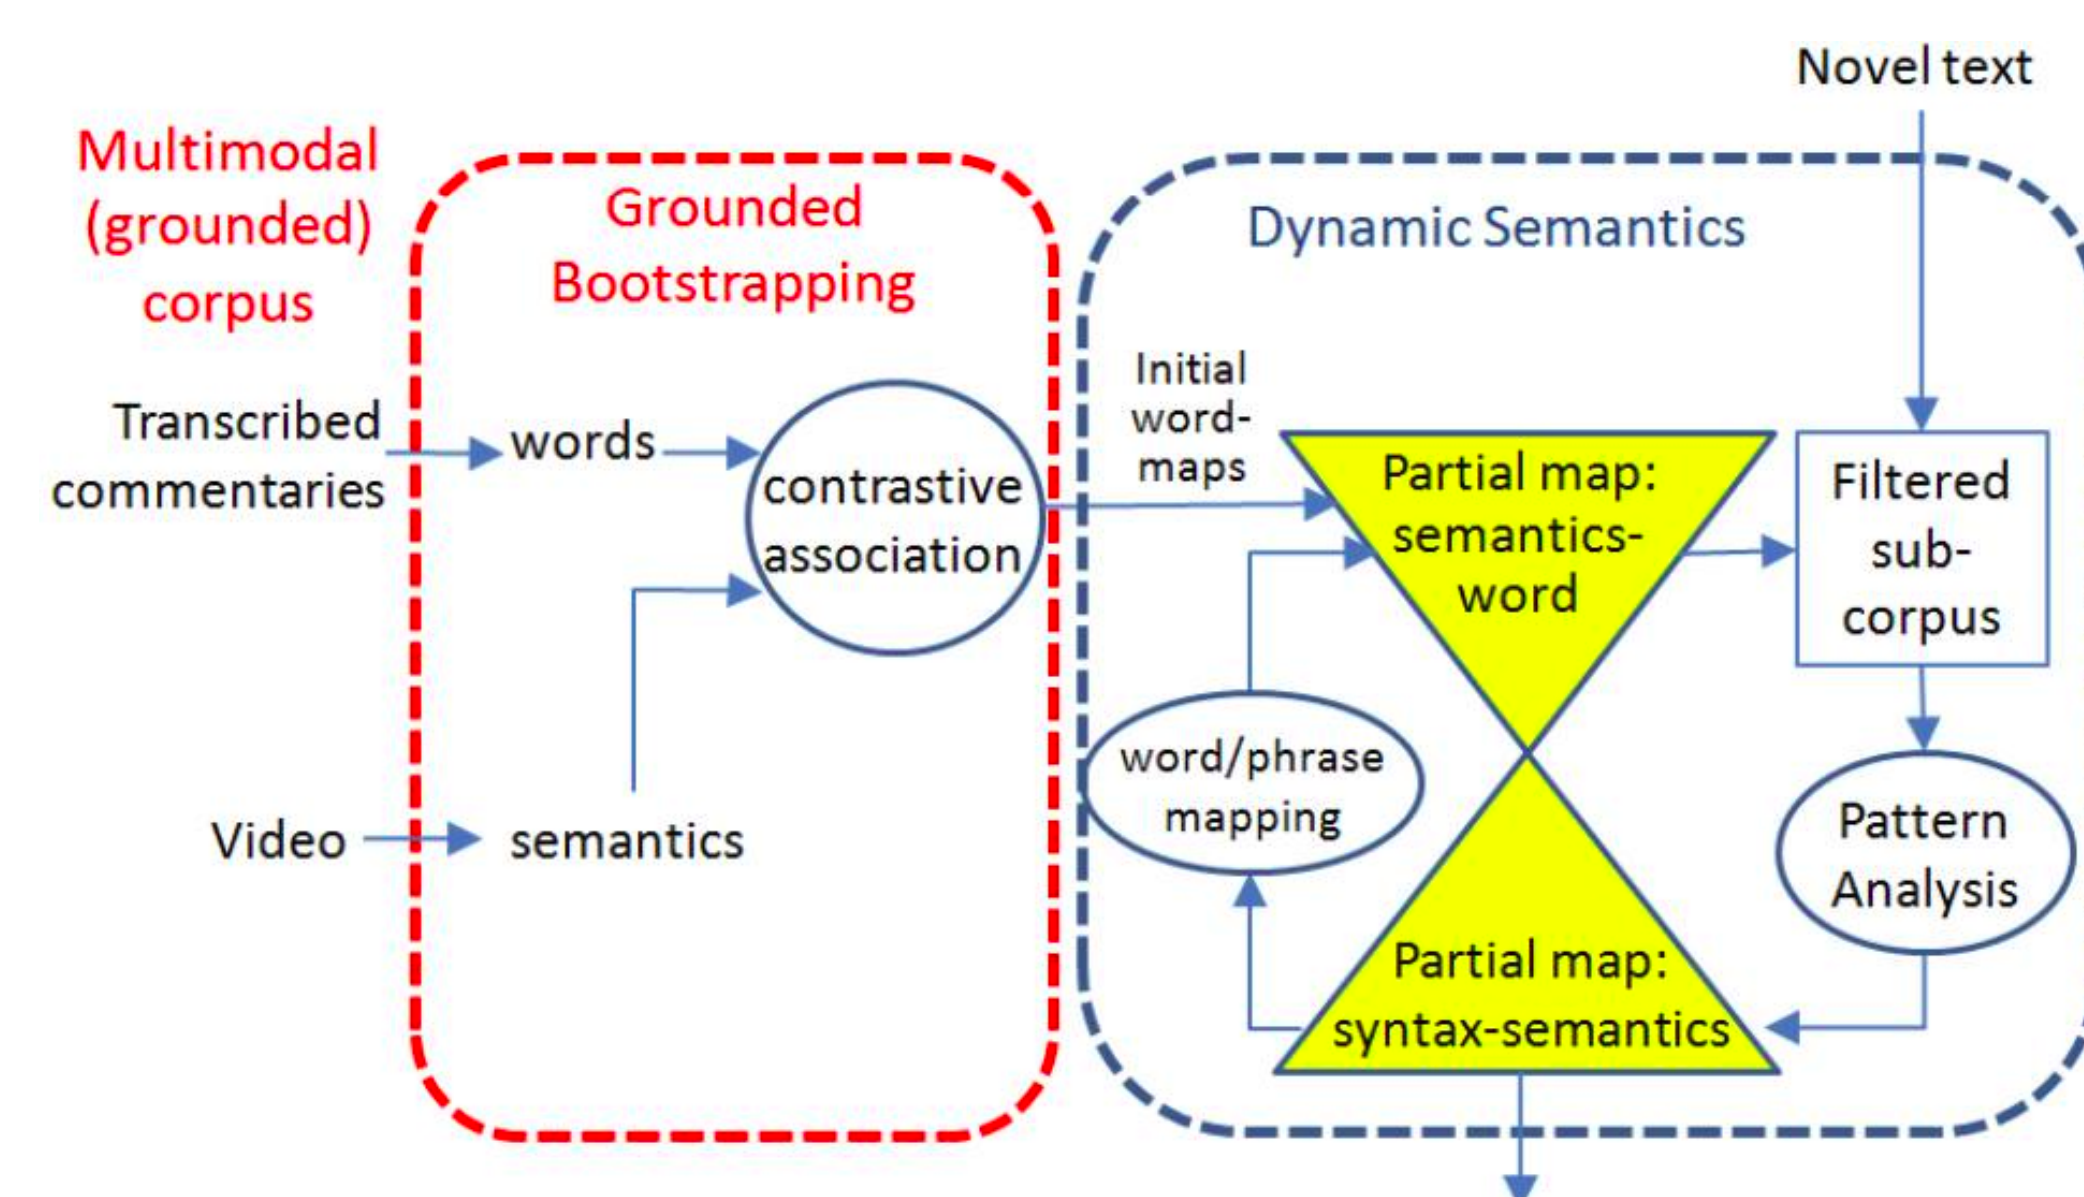 Multimodal
(grounded)
corpus
Transcribed
commentaries
Video
Grounded
Bootstrapping
words
semantics
contrastive
association
Novel text
Dynamic Semantics
Initial
word-
maps
Partial map:
semantics-
word
Filtered
sub-
corpus
word/phrase
mapping
Pattern
Analysis
Partial map:
syntax-semantics